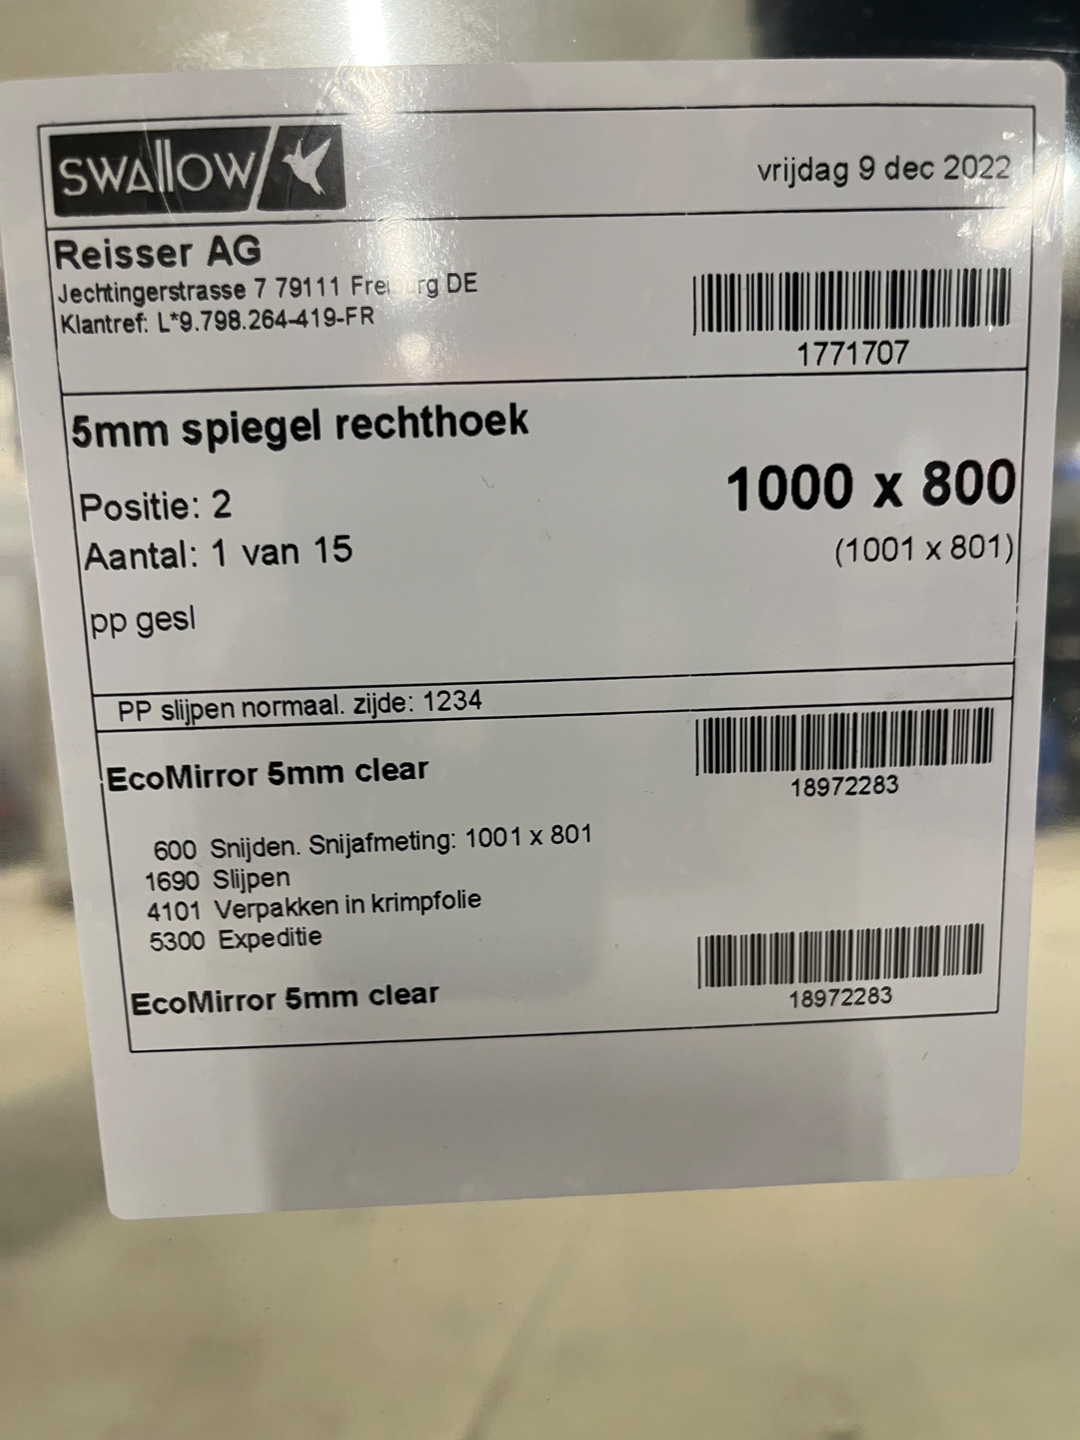 SWALLOW
vrijdag 9 dec 2022
Reisser AG
Jechtingerstrasse 7 79111 DE
Klantref: L*9.798.264-419-FR
1771707
5mm spiegel rechthoek
1000 x 800
Positie: 2
(1001 x 801)
Aantal: 1 van 15
pp gesl
PP slijpen normaal. zijde: 1234
EcoMirror 5mm clear
18972283
600 Snijden. Snijafmeting: 1001 x 801
1690 Slijpen
4101 Verpakken in krimpfolie
5300 Expeditie
EcoMirror 5mm clear
18972283